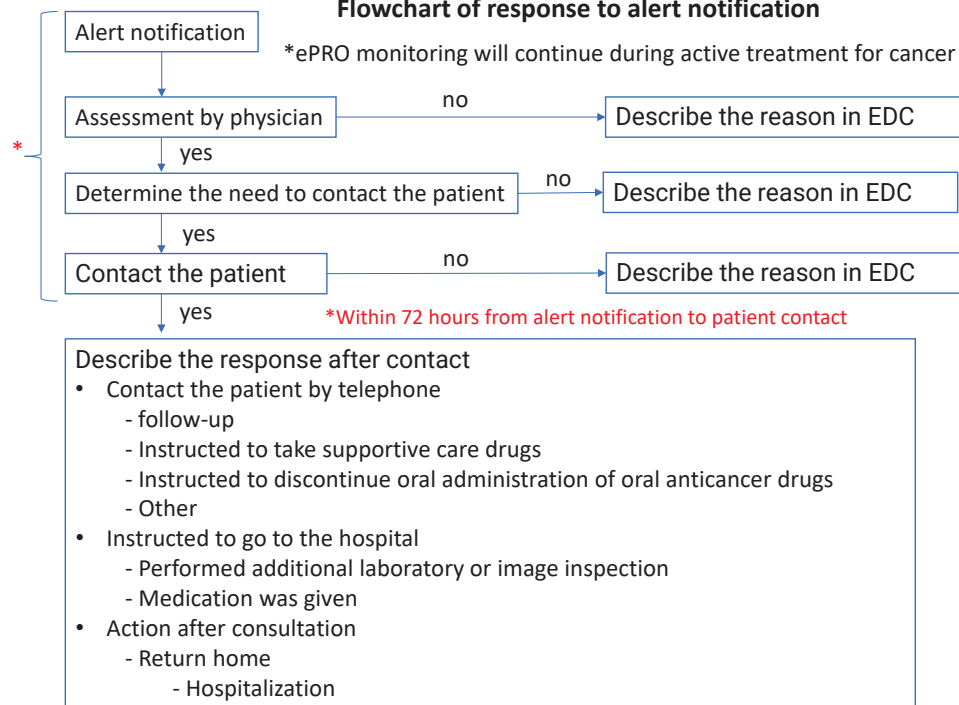 Flowchart of response to alert notification
Alert notification
*ePRO monitoring will continue during active treatment for cancer
Assessment by physician
no
Describe the reason in EDC
*
yes
Determine the need to contact the patient
no
Describe the reason in EDC
yes
Contact the patient
no
Describe the reason in EDC
yes
*Within 72 hours from alert notification to patient contact
Describe the response after contact
• Contact the patient by telephone
- follow-up
- Instructed to take supportive care drugs
- Instructed to discontinue oral administration of oral anticancer drugs
- Other
• Instructed to go to the hospital
- Performed additional laboratory or image inspection
- Medication was given
• Action after consultation
- Return home
- Hospitalization